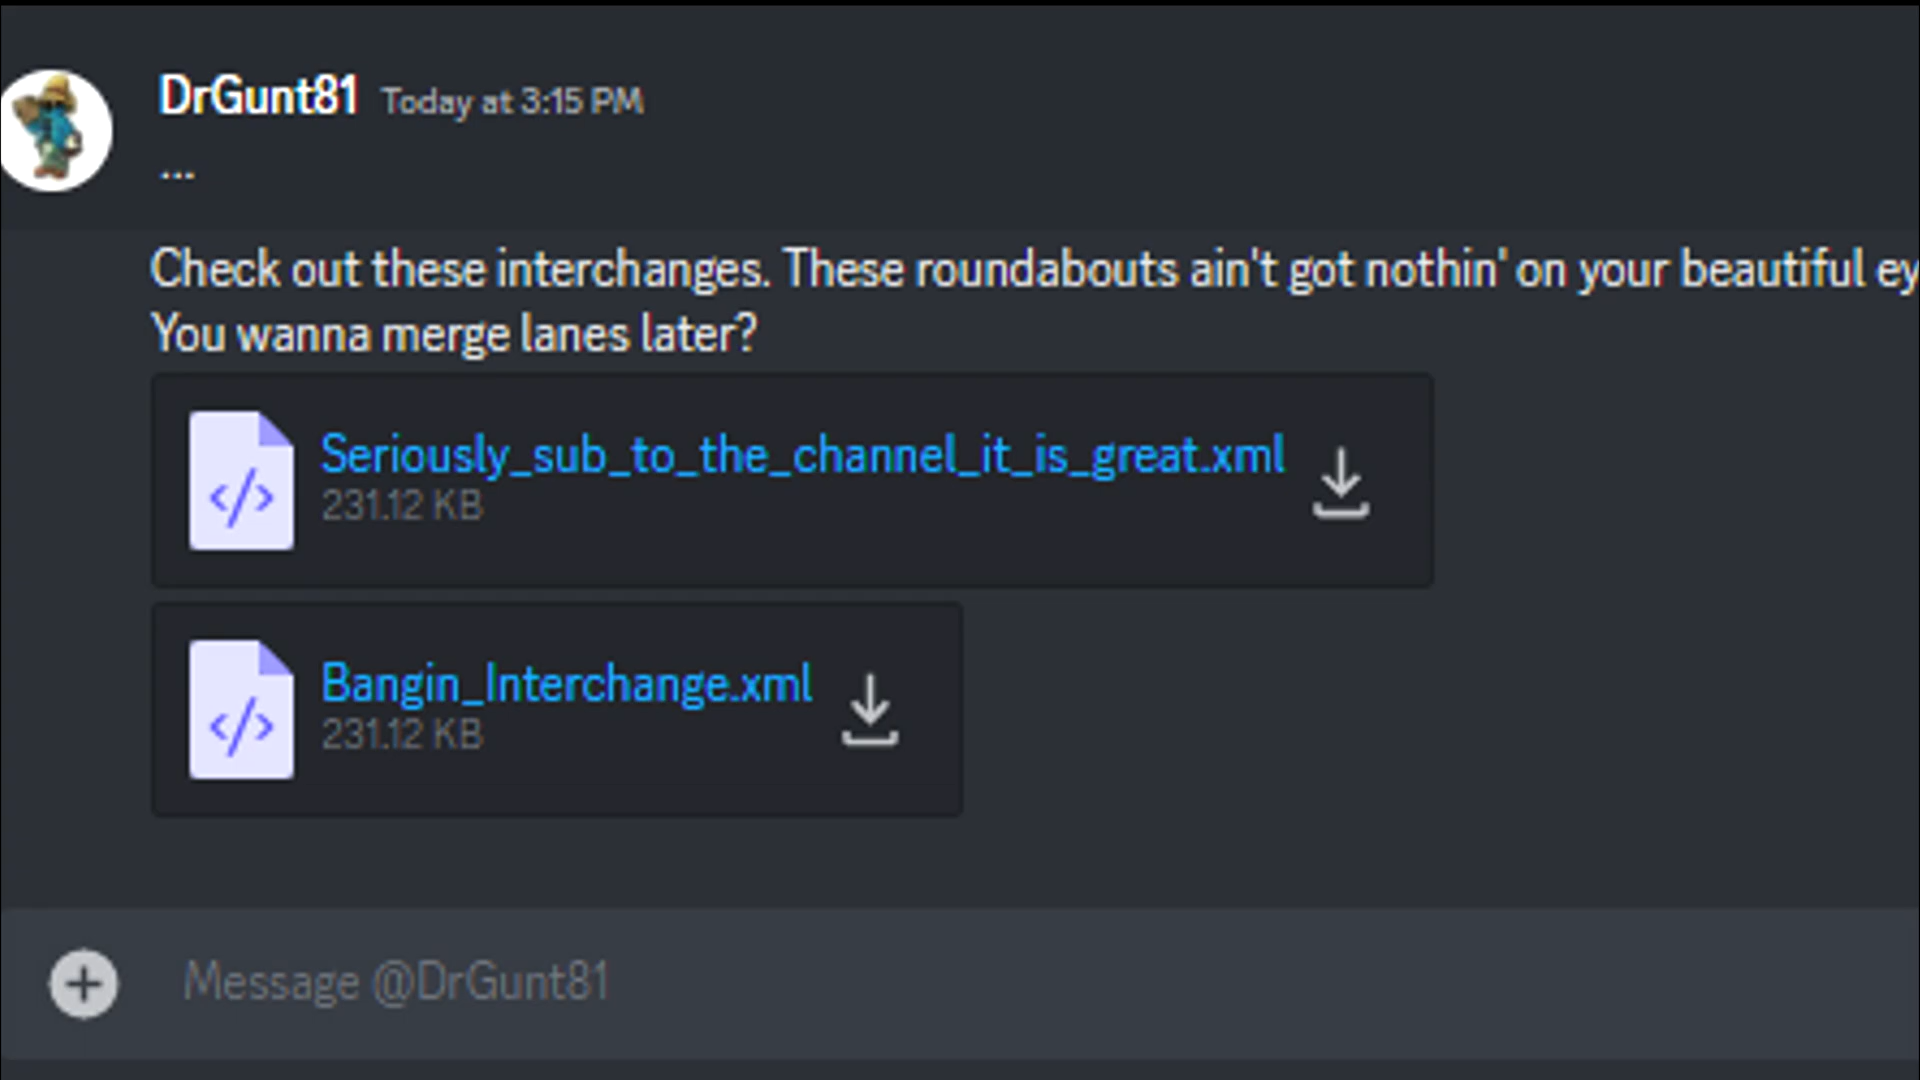 DrGunt81 Today at 3:15 PM
...
Check out these interchanges. These roundabouts ain't got nothin' on your beautiful ey
You wanna merge lanes later?
Seriously_sub_to_the_channel_it_is_great.xml
231.12 KB
Bangin_Interchange.xml
231.12 KB
Message @DrGunt81